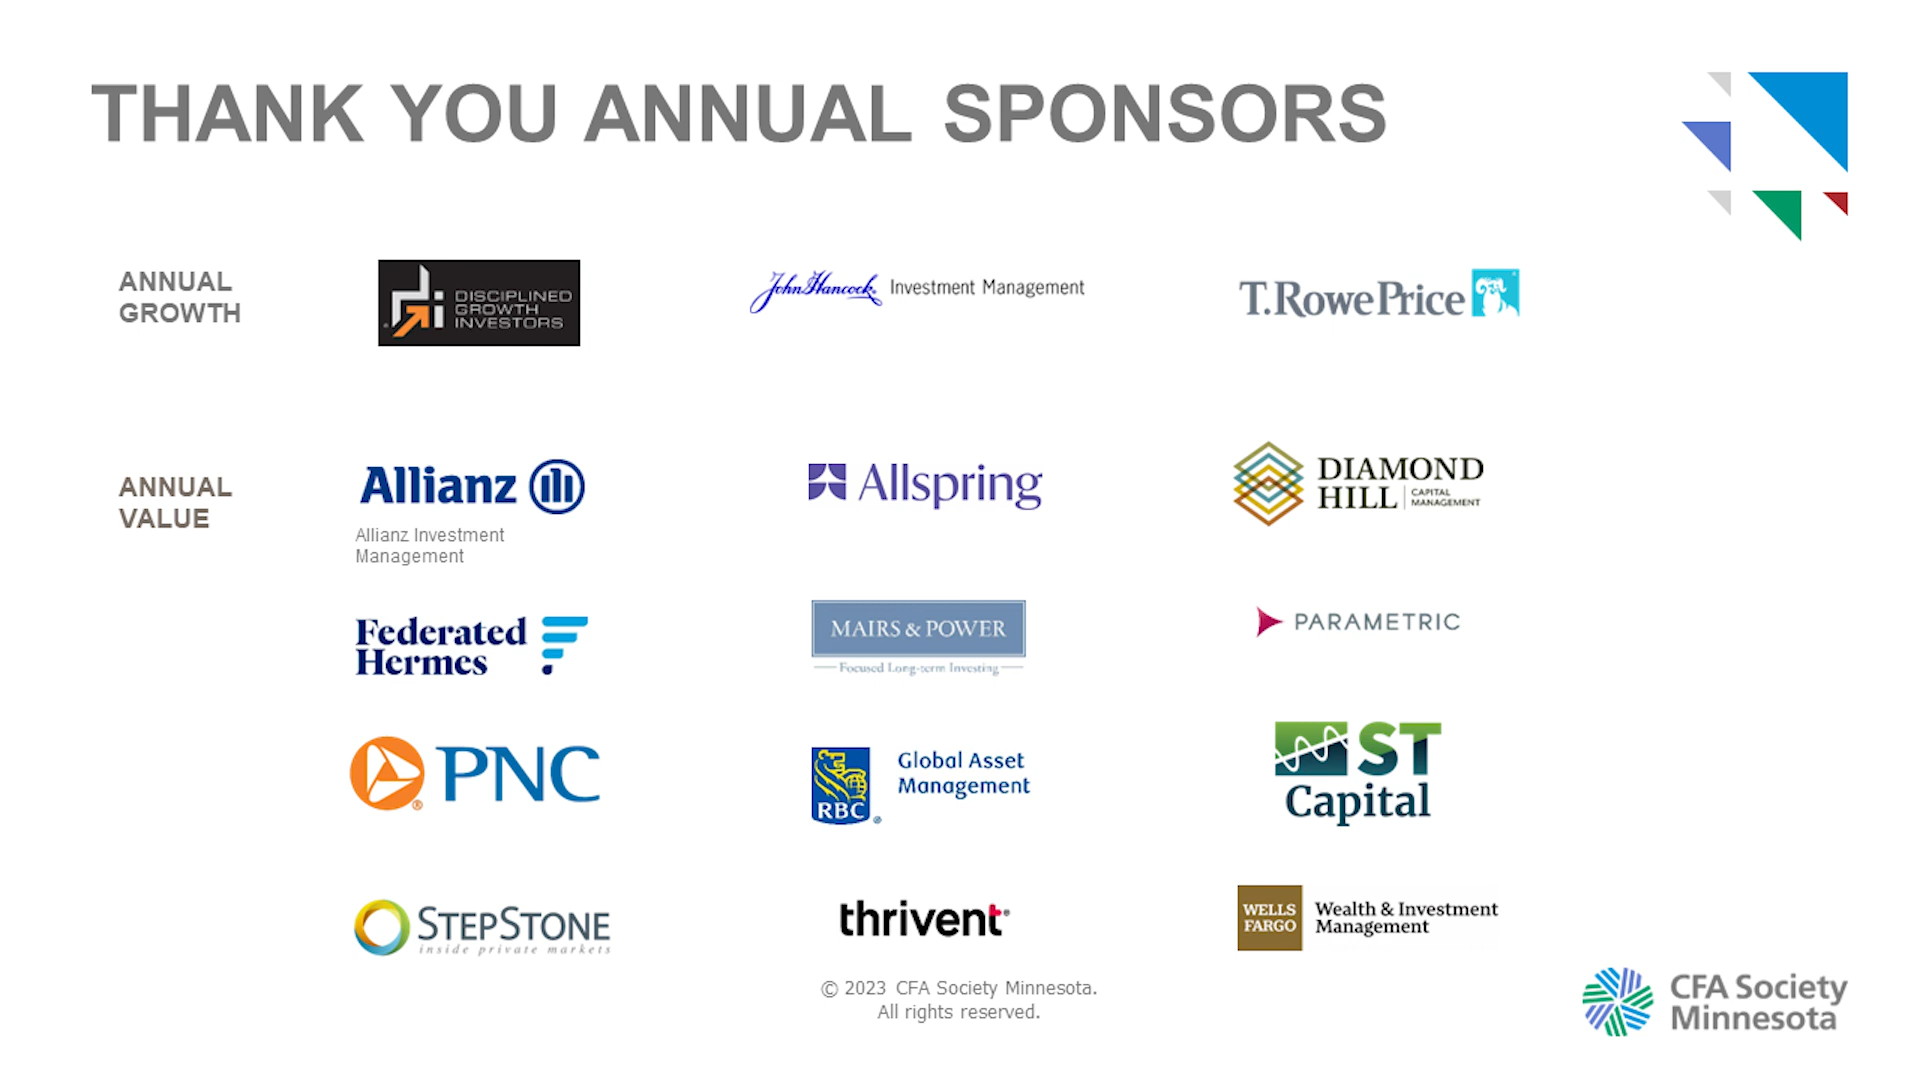 THANK YOU ANNUAL SPONSORS
ANNUAL
GROWTH
DISCIPLINED
GROWTH
INVESTORS
John Hancock® Investment Management
T.RowePrice
ANNUAL
VALUE
Allianz
Allianz Investment
Management
Allspring
DIAMOND
HILL
CAPITAL
MANAGEMENT
Federated
Hermes
MAIRS & POWER
Focused Long-term Investing
PARAMETRIC
PNC®
RBC®
Global Asset
Management
ST
Capital
STEPSTONE
inside private markets
thrivent®
WELLS
FARGO
Wealth & Investment
Management
© 2023 CFA Society Minnesota.
All rights reserved.
CFA Society
Minnesota